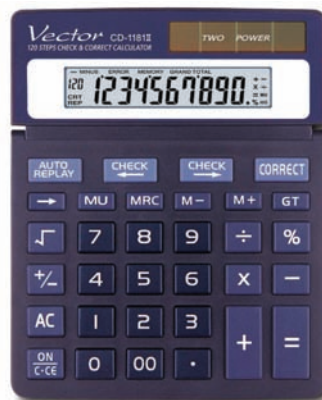 Vector CD-1181II TWO POWER
120 STEPS CHECK & CORRECT CALCULATOR
— MINUS ERROR MEMORY GRAND TOTAL
120 1234567890.
CRT
REP
AUTO REPLAY CHECK ← CHECK → CORRECT
→ MU MRC M− M+ GT
√ 7 8 9 ÷ %
+/− 4 5 6 X −
AC 1 2 3 + =
ON
C·CE 0 00 ·